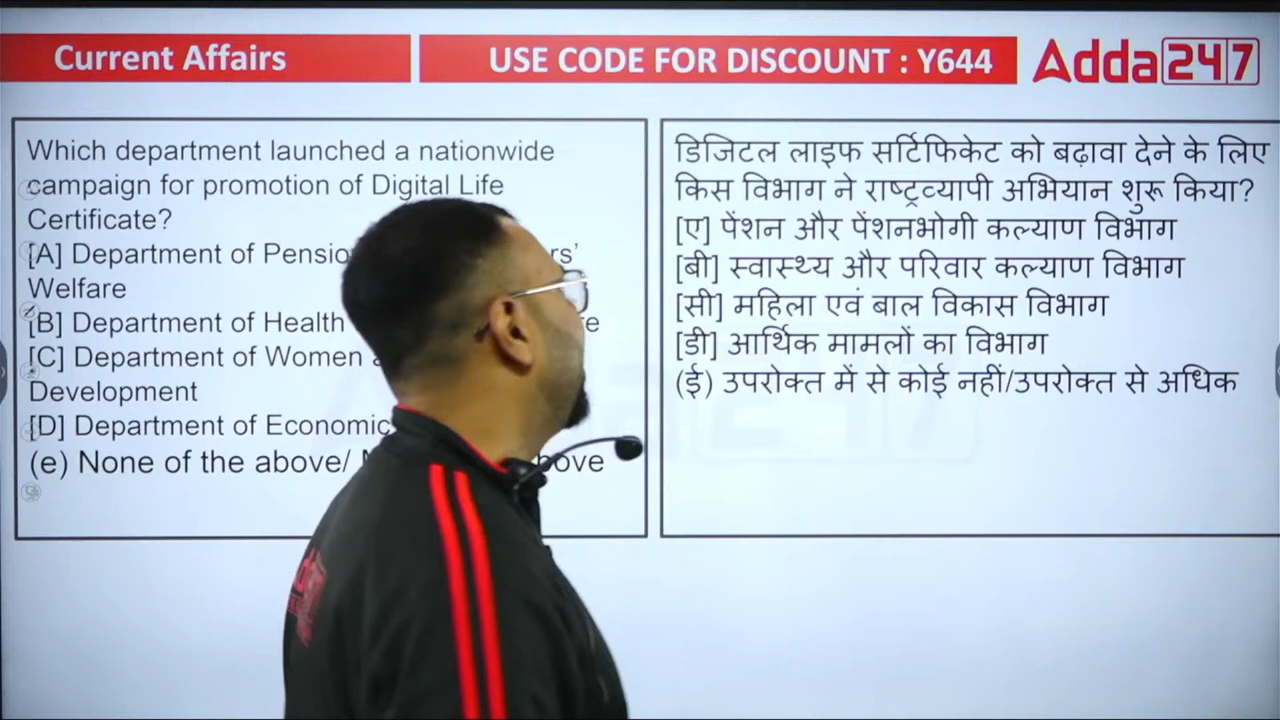 Current Affairs
USE CODE FOR DISCOUNT : Y644
Adda247
Which department launched a nationwide
campaign for promotion of Digital Life
Certificate?
[A] Department of
Welfare
[B] Department of Health
[C] Department of Women
Development
[D] Department of Economic
(e) None of the above/
डिजिटल लाइफ सर्टिफिकेट को बढ़ावा देने के लिए
किस विभाग ने राष्ट्रव्यापी अभियान शुरू किया?
[ए] पेंशन और पेंशनभोगी कल्याण विभाग
[बी] स्वास्थ्य और परिवार कल्याण विभाग
[सी] महिला एवं बाल विकास विभाग
[डी] आर्थिक मामलों का विभाग
(ई) उपरोक्त में से कोई नहीं/उपरोक्त से अधिक